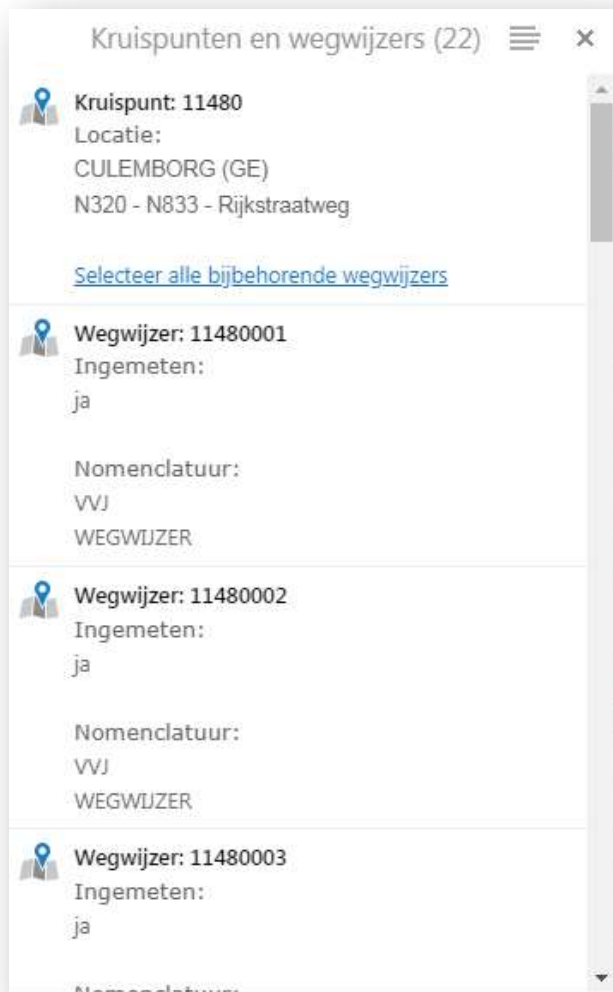 Kruispunten en wegwijzers (22)
Kruispunt: 11480
Locatie:
CULEMBORG (GE)
N320 - N833 - Rijkstraatweg
Selecteer alle bijbehorende wegwijzers
Wegwijzer: 11480001
Ingemeten:
ja
Nomenclatuur:
VVJ
WEGWIJZER
Wegwijzer: 11480002
Ingemeten:
ja
Nomenclatuur:
VVJ
WEGWIJZER
Wegwijzer: 11480003
Ingemeten:
ja
Nomenclatuur: